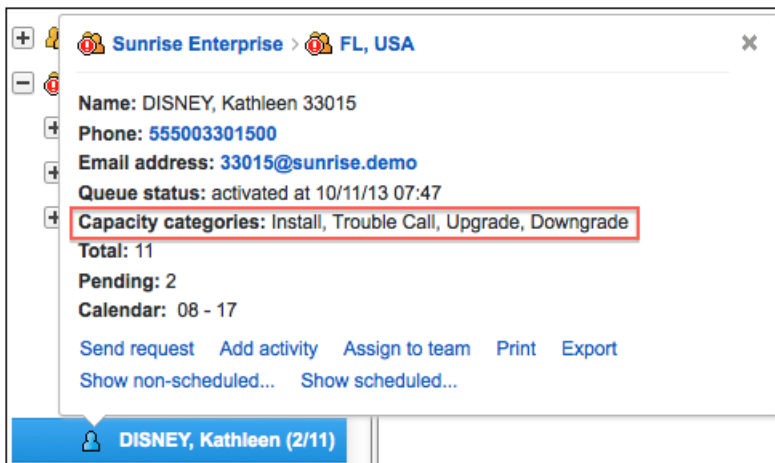 Sunrise Enterprise > FL, USA
Name: DISNEY, Kathleen 33015
Phone: 555003301500
Email address: 33015@sunrise.demo
Queue status: activated at 10/11/13 07:47
Capacity categories: Install, Trouble Call, Upgrade, Downgrade
Total: 11
Pending: 2
Calendar: 08 - 17
Send request Add activity Assign to team Print Export
Show non-scheduled... Show scheduled...
DISNEY, Kathleen (2/11)